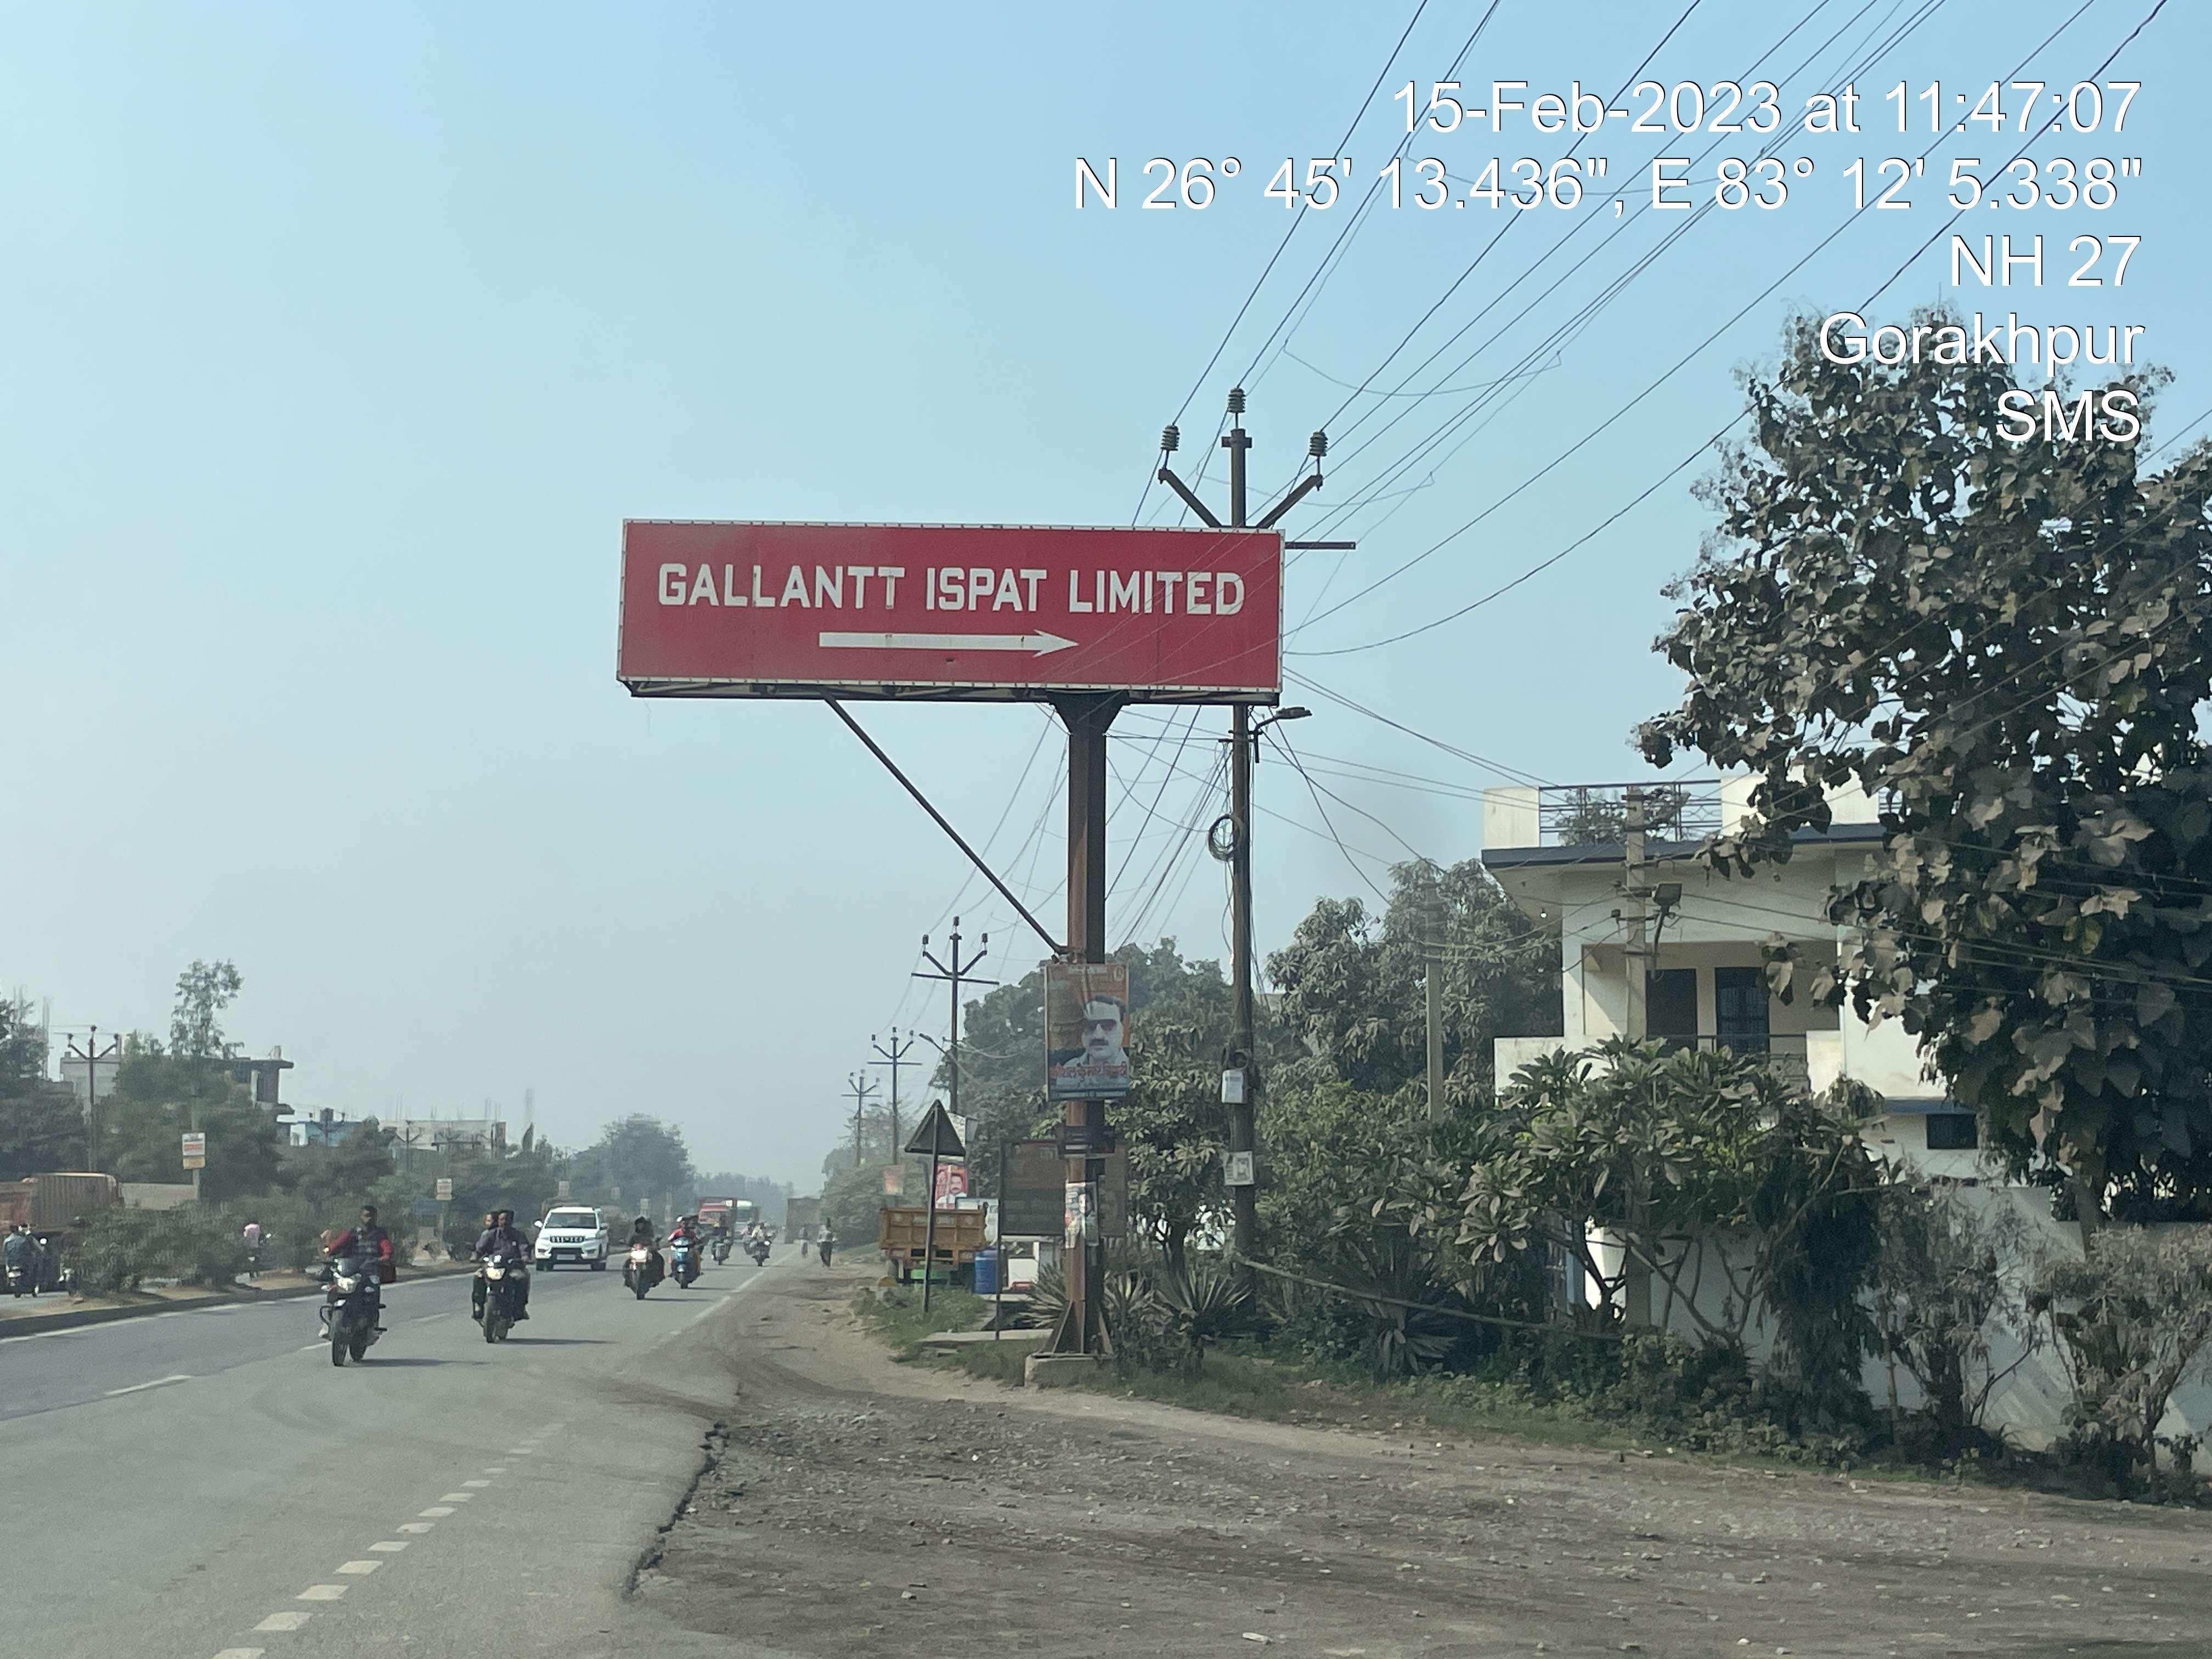 15-Feb-2023 at 11:47:07
N 26° 45' 13.436", E 83° 12' 5.338"
NH 27
Gorakhpur
SMS
GALLANTT ISPAT LIMITED